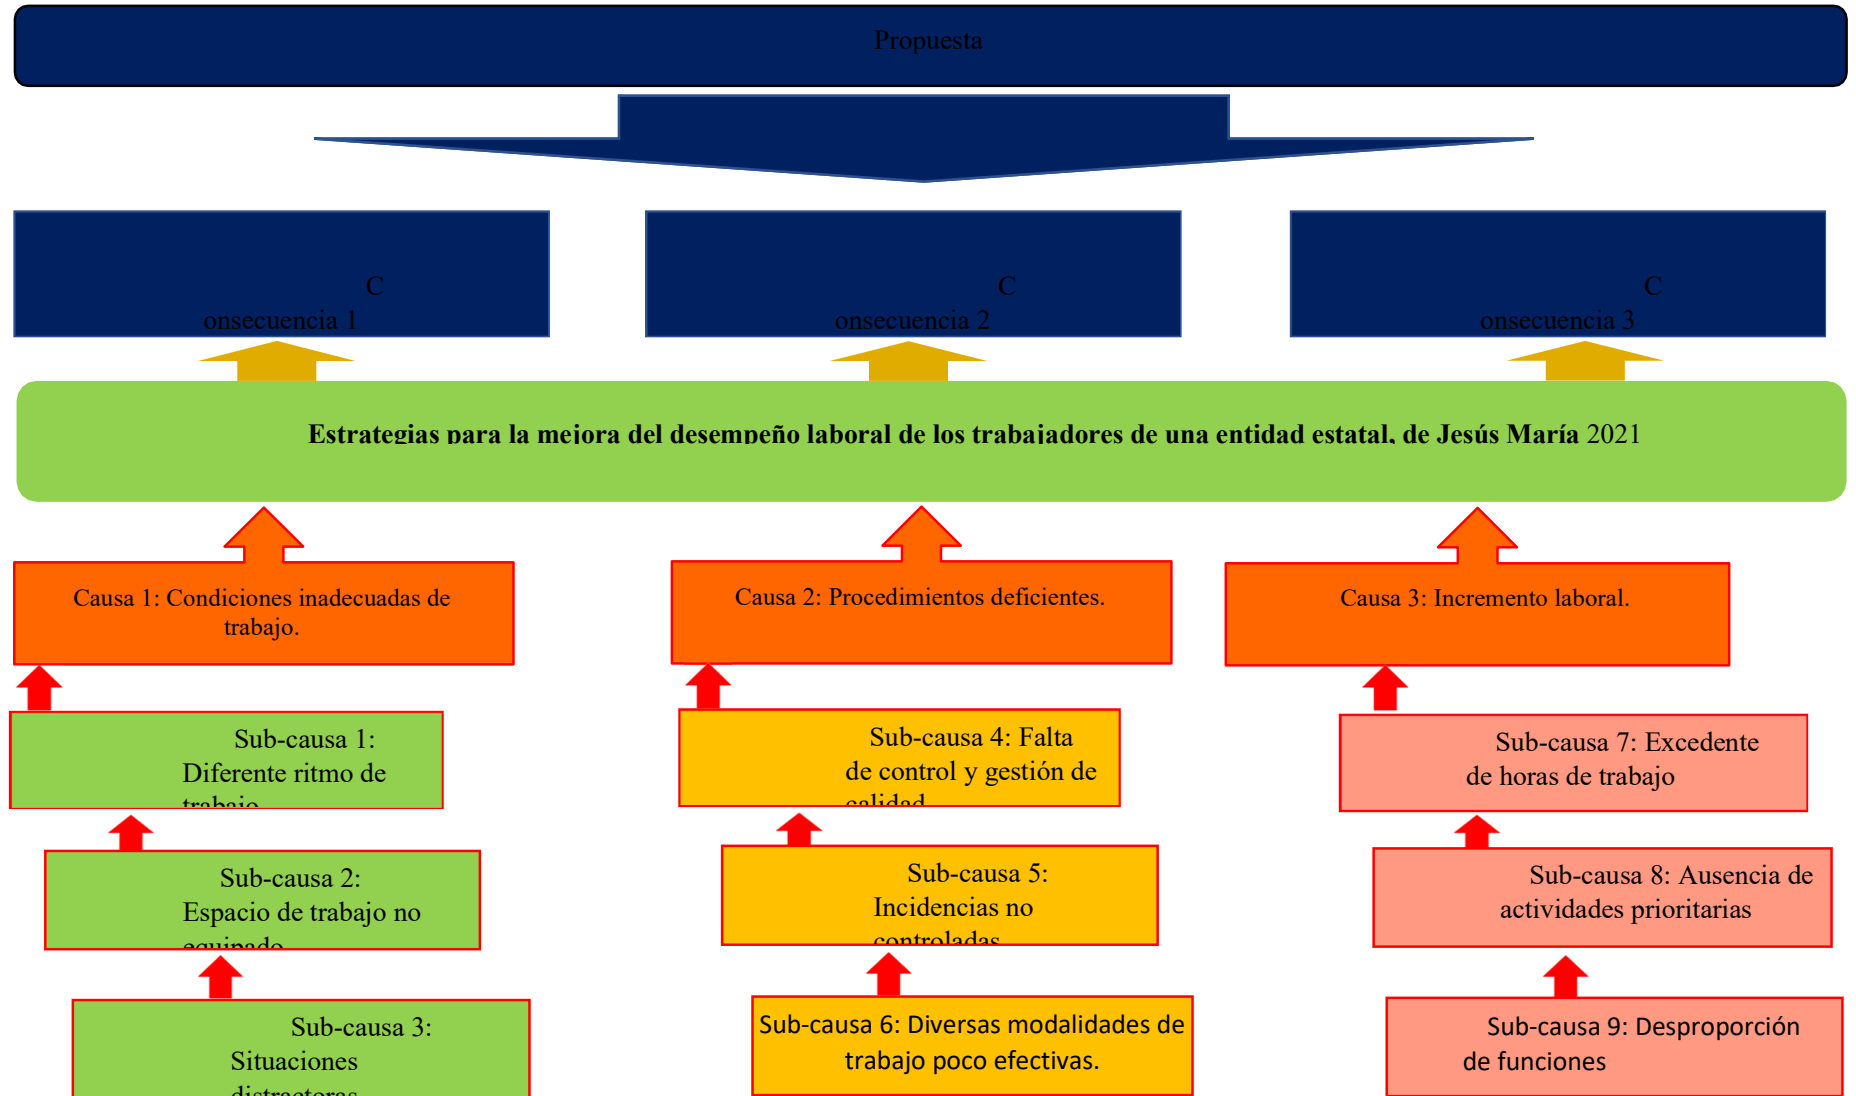 Propuesta
C
onsecuencia 1
C
onsecuencia 2
C
onsecuencia 3
Estrategias para la mejora del desempeño laboral de los trabajadores de una entidad estatal, de Jesús María 2021
Causa 1: Condiciones inadecuadas de
trabajo.
Causa 2: Procedimientos deficientes.
Causa 3: Incremento laboral.
Sub-causa 1:
Diferente ritmo de
trabajo
Sub-causa 4: Falta
de control y gestión de
calidad
Sub-causa 7: Excedente
de horas de trabajo
Sub-causa 2:
Espacio de trabajo no
equipado
Sub-causa 5:
Incidencias no
controladas
Sub-causa 8: Ausencia de
actividades prioritarias
Sub-causa 3:
Situaciones
distractoras
Sub-causa 6: Diversas modalidades de
trabajo poco efectivas.
Sub-causa 9: Desproporción
de funciones